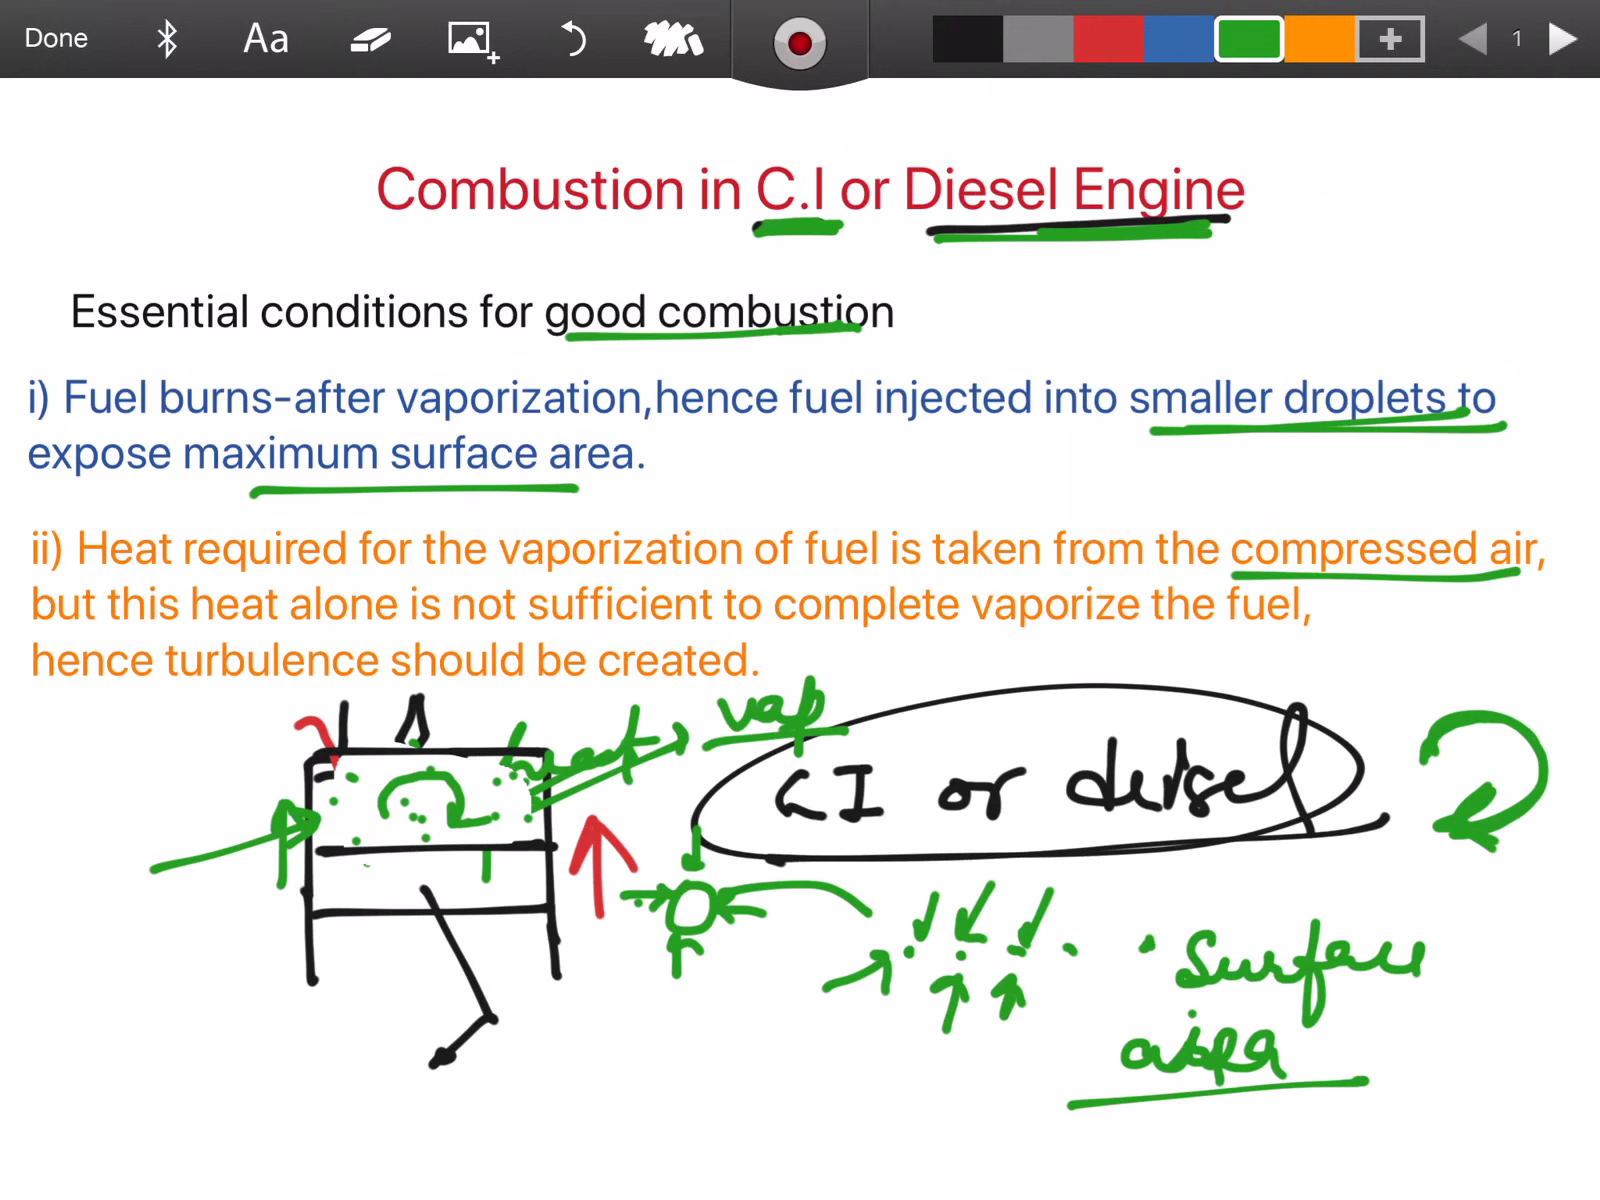 Done
Aa
1
Combustion in C.I or Diesel Engine
Essential conditions for good combustion
i) Fuel burns-after vaporization,hence fuel injected into smaller droplets to
expose maximum surface area.
ii) Heat required for the vaporization of fuel is taken from the compressed air,
but this heat alone is not sufficient to complete vaporize the fuel,
hence turbulence should be created.
heat vap
CI or deisel
Surface
area